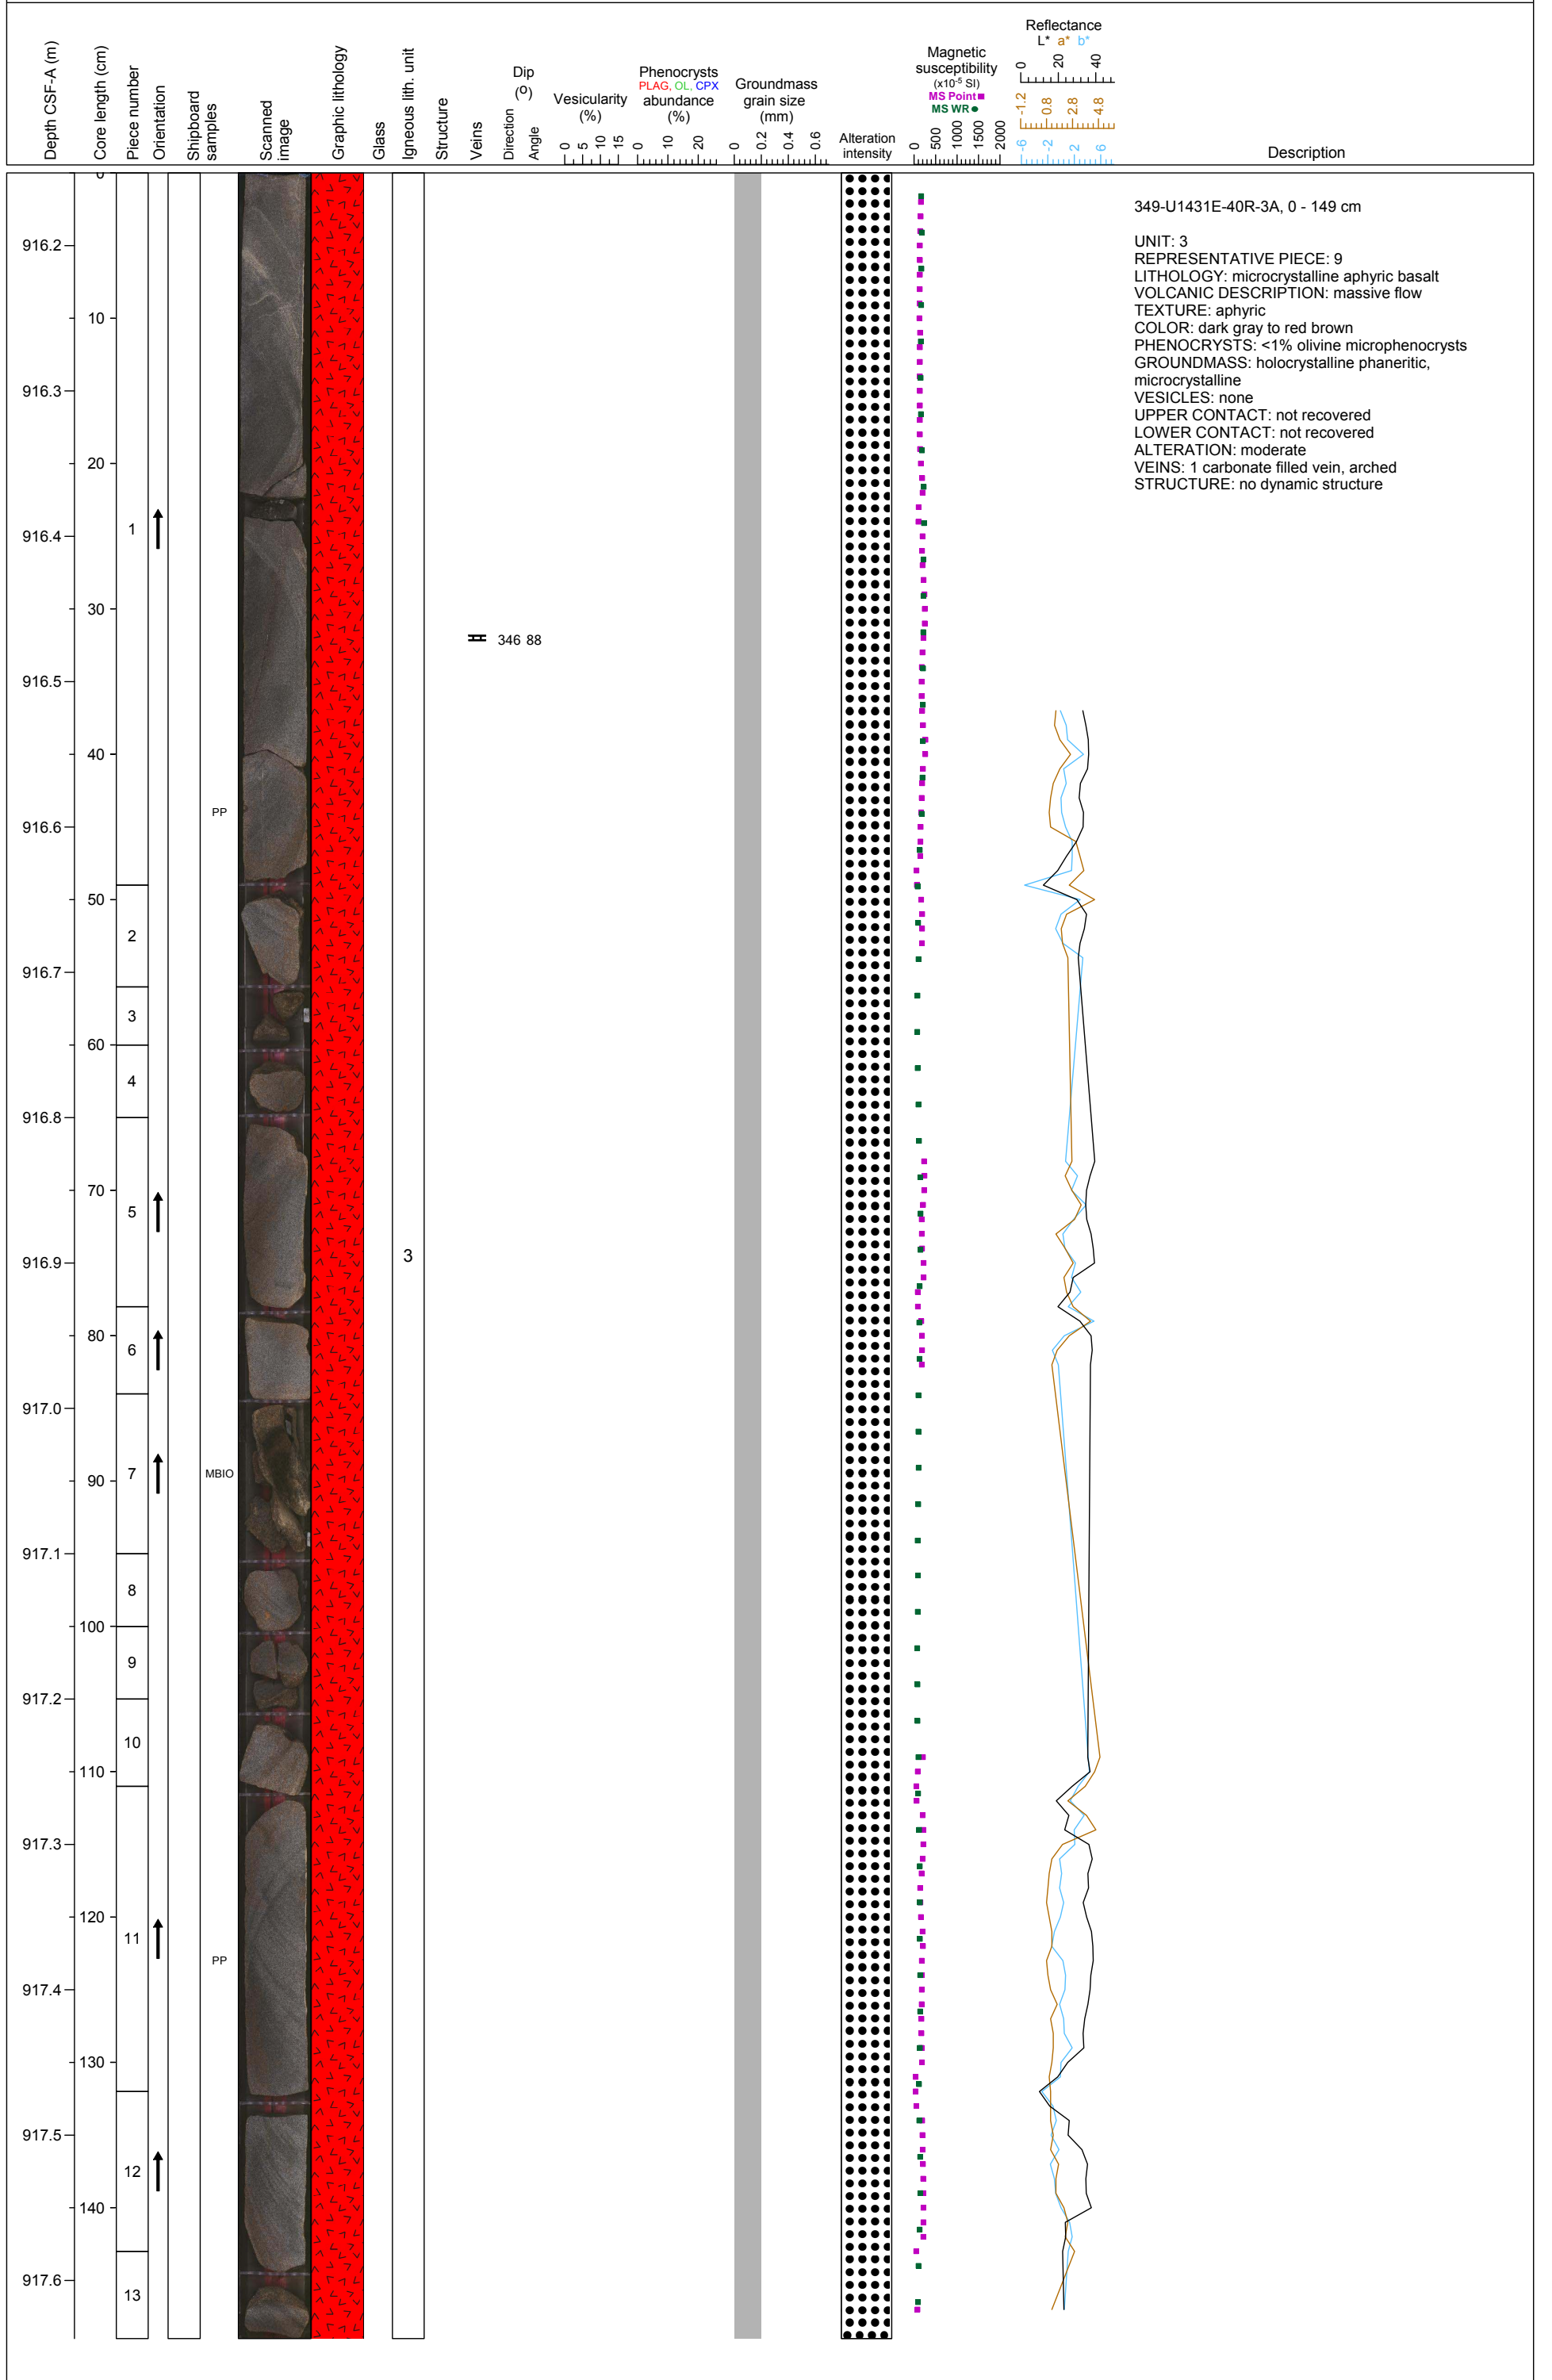 Depth CSF-A (m)
Core length (cm)
Piece number
Orientation
Shipboard
samples
Scanned
image
Graphic lithology
Glass
Igneous lith. unit
Structure
Veins
Dip
(o)
Direction
Angle
Vesicularity
(%)
0 5 10 15
Phenocrysts
PLAG, OL, CPX
abundance
(%)
0 10 20
Groundmass
grain size
(mm)
0 0.2 0.4 0.6
Alteration
intensity
Magnetic
susceptibility
(x10-5 SI)
MS Point
MS WR
0 500 1000 1500 2000
Reflectance
L* a* b*
0 20 40
-1.2 0.8 2.8 4.8
-6 -2 2 6
Description
0
349-U1431E-40R-3A, 0 - 149 cm
916.2
UNIT: 3
REPRESENTATIVE PIECE: 9
LITHOLOGY: microcrystalline aphyric basalt
VOLCANIC DESCRIPTION: massive flow
TEXTURE: aphyric
10
COLOR: dark gray to red brown
PHENOCRYSTS: <1% olivine microphenocrysts
GROUNDMASS: holocrystalline phaneritic,
microcrystalline
916.3
VESICLES: none
UPPER CONTACT: not recovered
LOWER CONTACT: not recovered
ALTERATION: moderate
20
VEINS: 1 carbonate filled vein, arched
STRUCTURE: no dynamic structure
1
916.4
30
346 88
916.5
40
PP
916.6
50
2
916.7
3
60
4
916.8
70
5
3
916.9
80
6
917.0
7
MBIO
90
917.1
8
100
9
917.2
10
110
917.3
120
11
PP
917.4
130
917.5
12
140
917.6
13